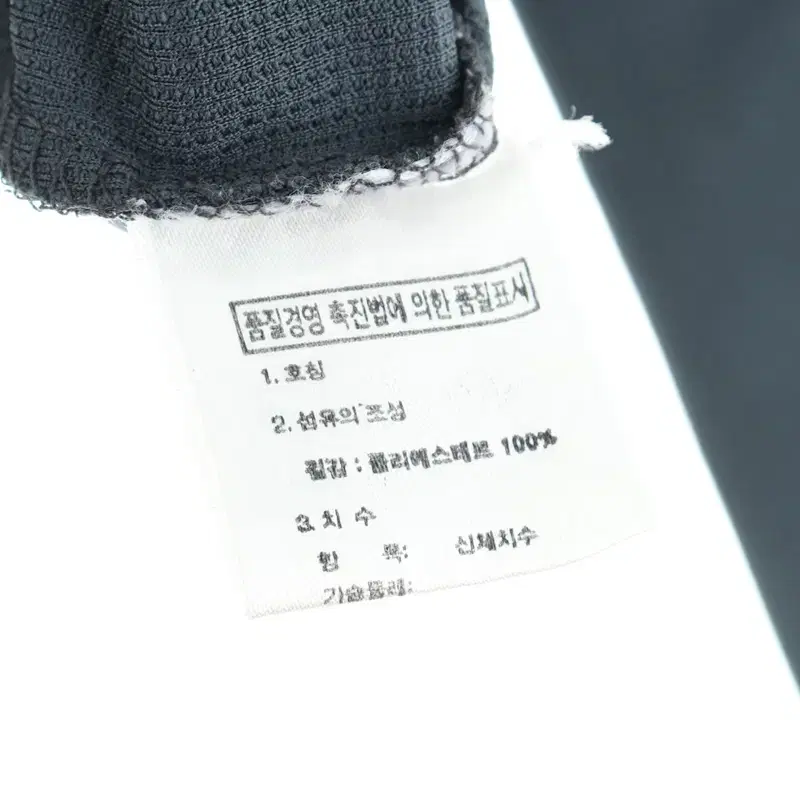 품질경영 촉진법에 의한 품질표시
1. 호칭
2. 섬유의 조성
겉감 : 폴리에스테르 100%
3. 치 수
항 목: 신체치수
가슴둘레: